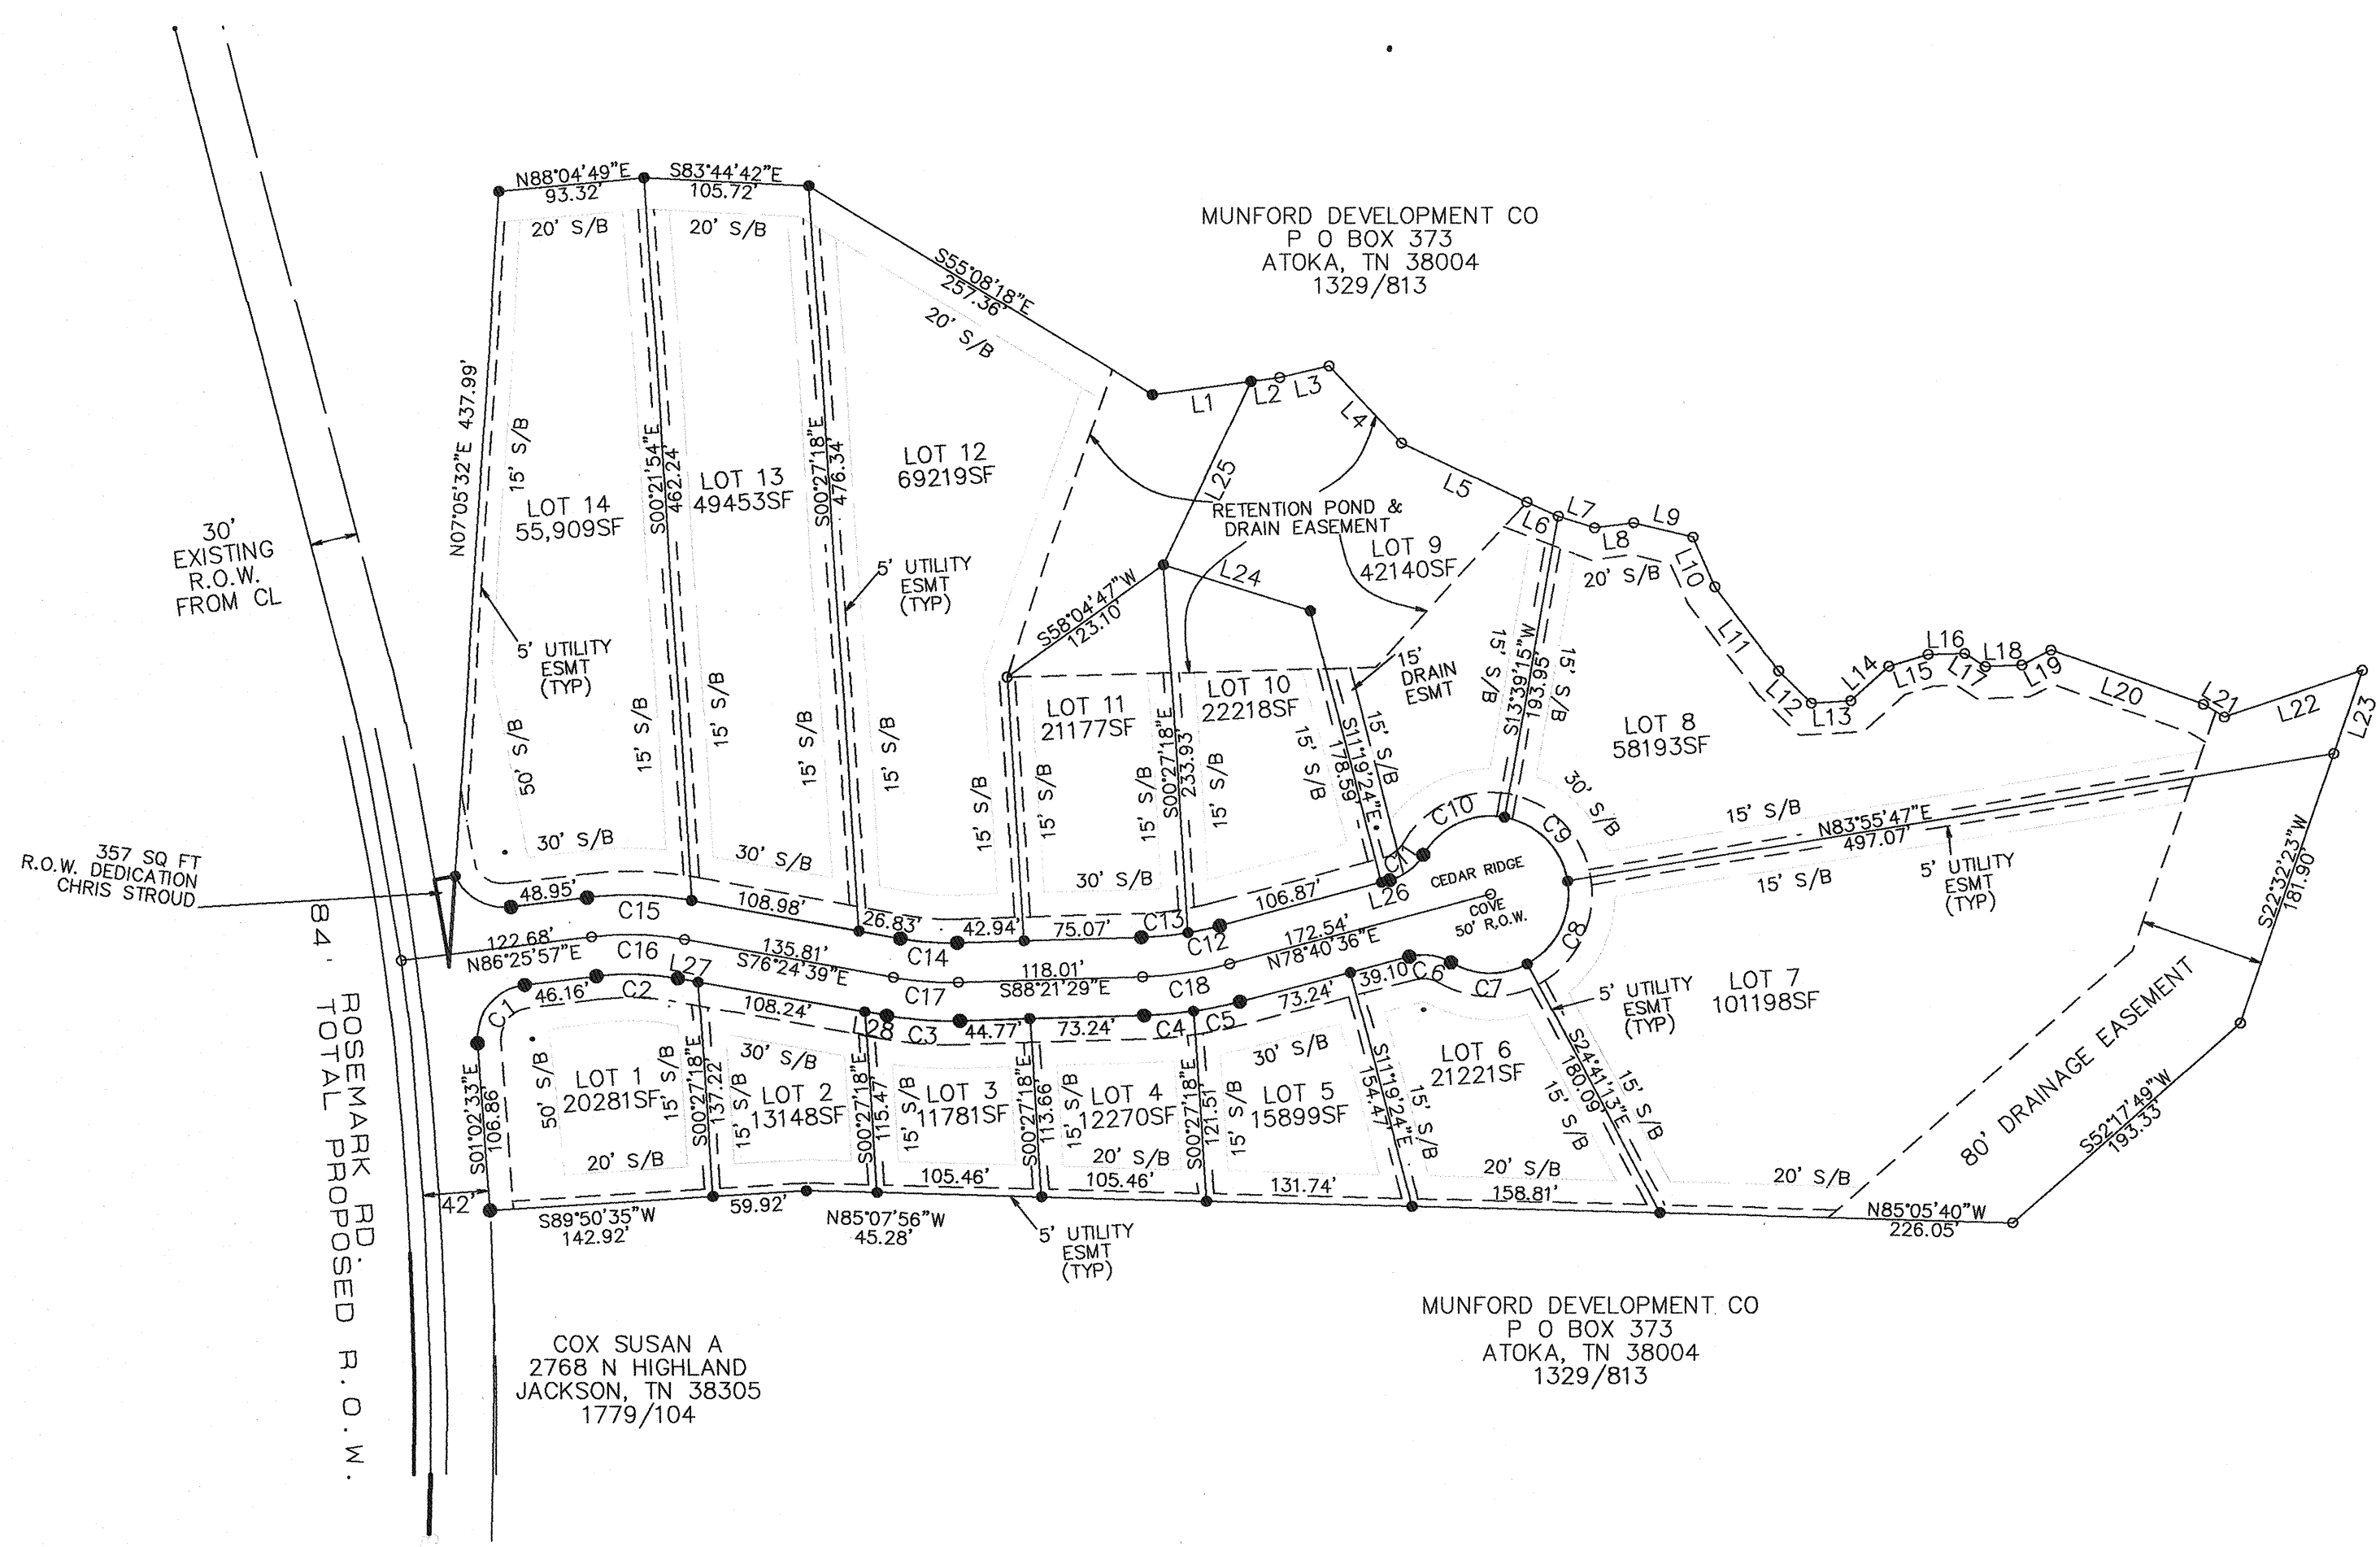 N88°04'49"E
93.32'
S83°44'42"E
105.72'
20' S/B
20' S/B
MUNFORD DEVELOPMENT CO
P O BOX 373
ATOKA, TN 38004
1329/813
S55°08'18"E
257.36'
20' S/B
N07°05'32"E 437.99'
15' S/B
LOT 14
55,909SF
S00°21'54"E
462.24'
LOT 13
49453SF
S00°27'18"E
476.34'
LOT 12
69219SF
L1
L2
L3
L4
L5
L6
L7
L8
L9
L10
L11
L12
L13
L14
L15
L16
L17
L18
L19
L20
L21
L22
L23
L25
L24
RETENTION POND &
DRAIN EASEMENT
LOT 9
42140SF
20' S/B
30'
EXISTING
R.O.W.
FROM CL
5' UTILITY
ESMT
(TYP)
5' UTILITY
ESMT
(TYP)
S58°04'47"W
123.10'
15'
DRAIN
ESMT
15' S/B
S13°39'15"W
193.95'
15' S/B
LOT 11
21177SF
LOT 10
22218SF
LOT 8
58193SF
50' S/B
15' S/B
15' S/B
15' S/B
15' S/B
15' S/B
15' S/B
15' S/B
S00°27'18"E
233.93'
15' S/B
15' S/B
S11°19'24"E
178.59'
15' S/B
30' S/B
30' S/B
30' S/B
30' S/B
15' S/B
N83°55'47"E
497.07'
15' S/B
5' UTILITY
ESMT
(TYP)
S22°32'23"W
181.90'
357 SQ FT
R.O.W. DEDICATION
CHRIS STROUD
48.95'
C15
108.98'
26.83'
C14
42.94'
75.07'
C13
C12
106.87'
L26
C11
C10
C9
C8
CEDAR RIDGE
COVE
50' R.O.W.
122.68'
N86°25'57"E
C16
135.81'
S76°24'39"E
C17
118.01'
S88°21'29"E
C18
172.54'
N78°40'36"E
C1
46.16'
C2
L27
108.24'
L28
C3
44.77'
73.24'
C4
C5
73.24'
39.10'
C6
C7
LOT 7
101198SF
5' UTILITY
ESMT
(TYP)
84' TOTAL PROPOSED R.O.W.
ROSEMARK RD.
S01°02'33"E
106.86'
50' S/B
LOT 1
20281SF
15' S/B
S00°27'18"E
137.22'
15' S/B
30' S/B
LOT 2
13148SF
S00°27'18"E
115.47'
15' S/B
LOT 3
11781SF
S00°27'18"E
113.66'
15' S/B
LOT 4
12270SF
S00°27'18"E
121.51'
15' S/B
30' S/B
LOT 5
15899SF
S11°19'24"E
154.47'
15' S/B
LOT 6
21221SF
S24°41'13"E
180.09'
15' S/B
15' S/B
80' DRAINAGE EASEMENT
S52°17'49"W
193.33'
20' S/B
20' S/B
20' S/B
20' S/B
42'
S89°50'35"W
142.92'
59.92'
N85°07'56"W
45.28'
105.46'
105.46'
131.74'
158.81'
N85°05'40"W
226.05'
5' UTILITY
ESMT
(TYP)
COX SUSAN A
2768 N HIGHLAND
JACKSON, TN 38305
1779/104
MUNFORD DEVELOPMENT CO
P O BOX 373
ATOKA, TN 38004
1329/813